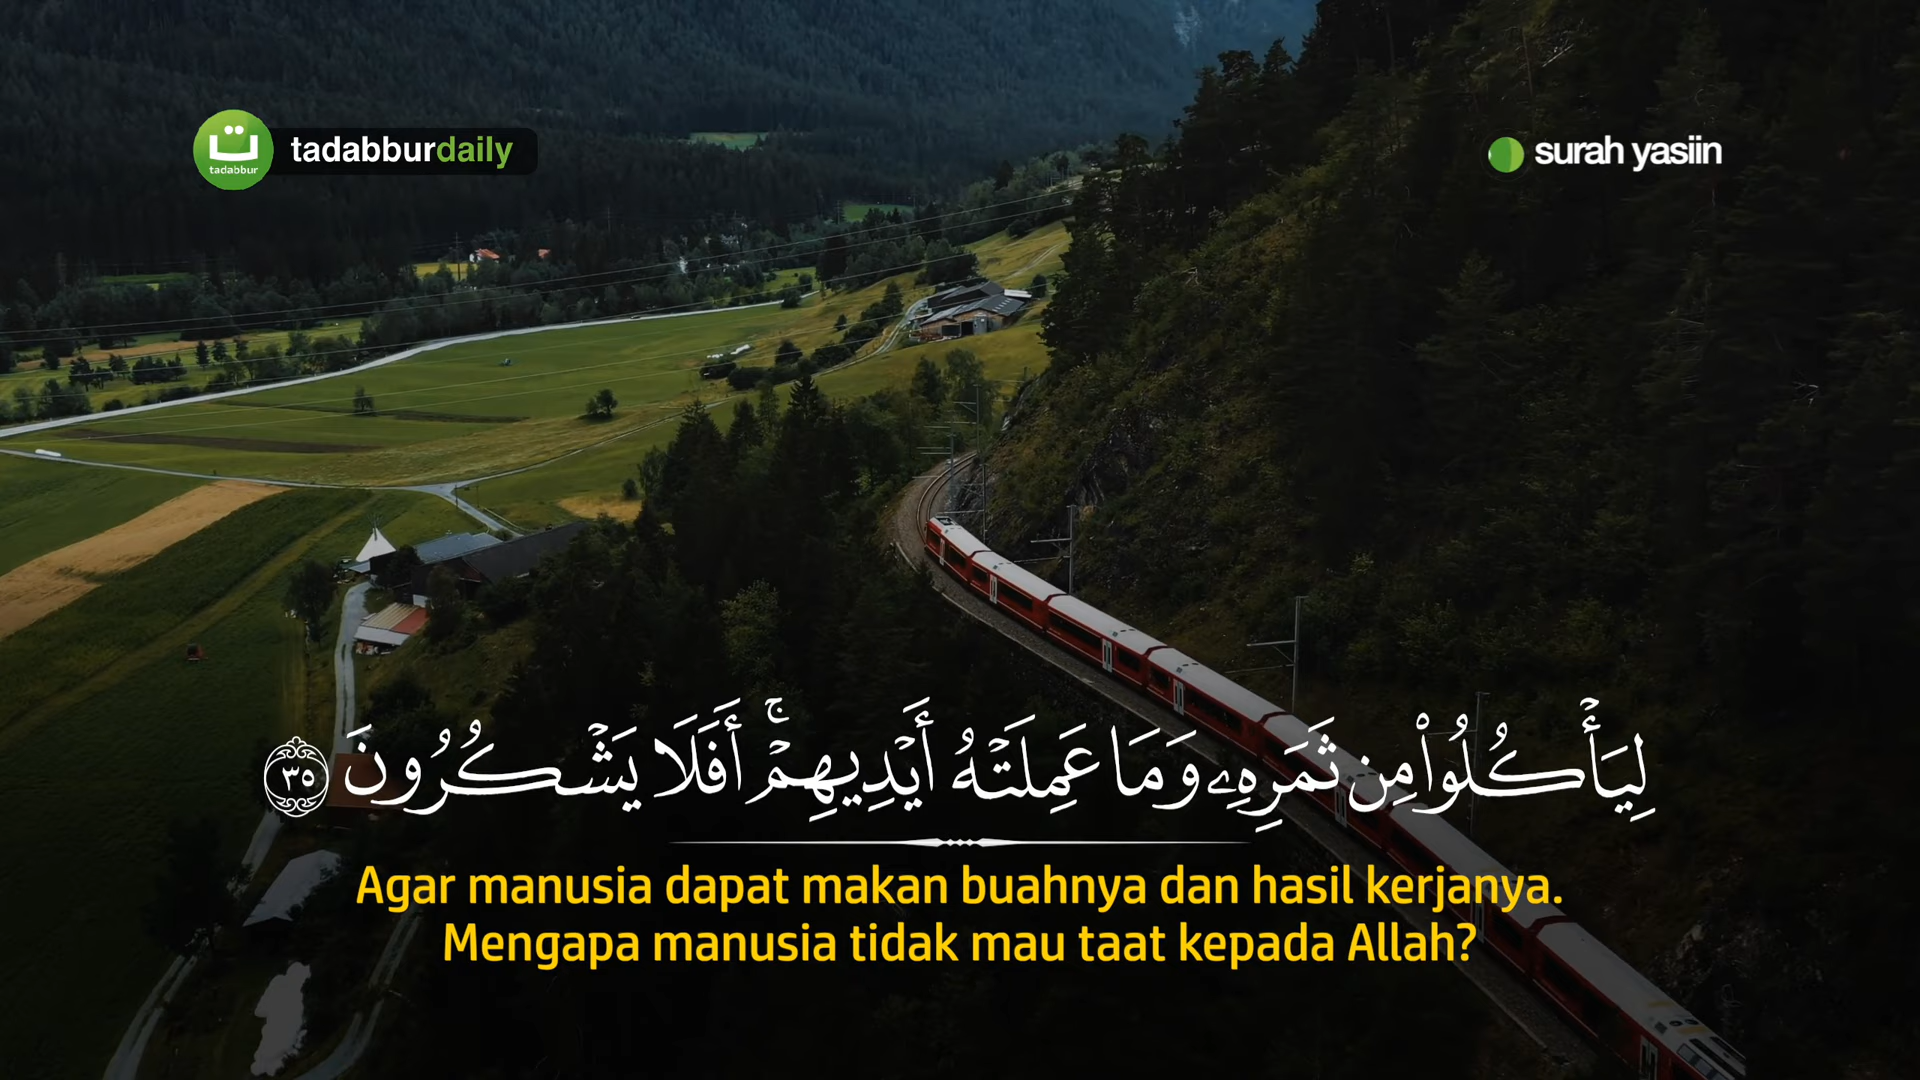 ت
tadabbur
tadabburdaily
surah yasiin
لِيَأْكُلُوا۟ مِن ثَمَرِهِۦ وَمَا عَمِلَتْهُ أَيْدِيهِمْ ۚ أَفَلَا يَشْكُرُونَ ٣٥
Agar manusia dapat makan buahnya dan hasil kerjanya.
Mengapa manusia tidak mau taat kepada Allah?